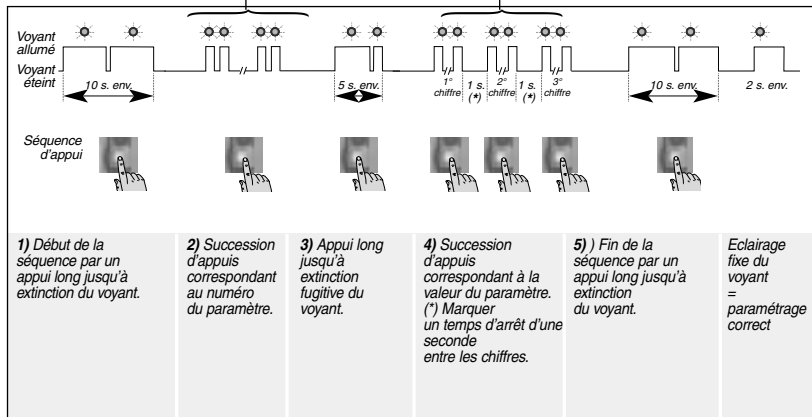 Voyant
allumé
Voyant
éteint
10 s. env.
5 s. env.
1°
chiffre
1 s.
(*)
2°
chiffre
1 s.
(*)
3°
chiffre
10 s. env.
2 s. env.
Séquence
d'appui
1) Début de la
séquence par un
appui long jusqu'à
extinction du voyant.
2) Succession
d'appuis
correspondant
au numéro
du paramètre.
3) Appui long
jusqu'à
extinction
fugitive du
voyant.
4) Succession
d'appuis
correspondant à la
valeur du paramètre.
(*) Marquer
un temps d'arrêt d'une
seconde
entre les chiffres.
5) ) Fin de la
séquence par un
appui long jusqu'à
extinction
du voyant.
Eclairage
fixe du
voyant
=
paramétrage
correct